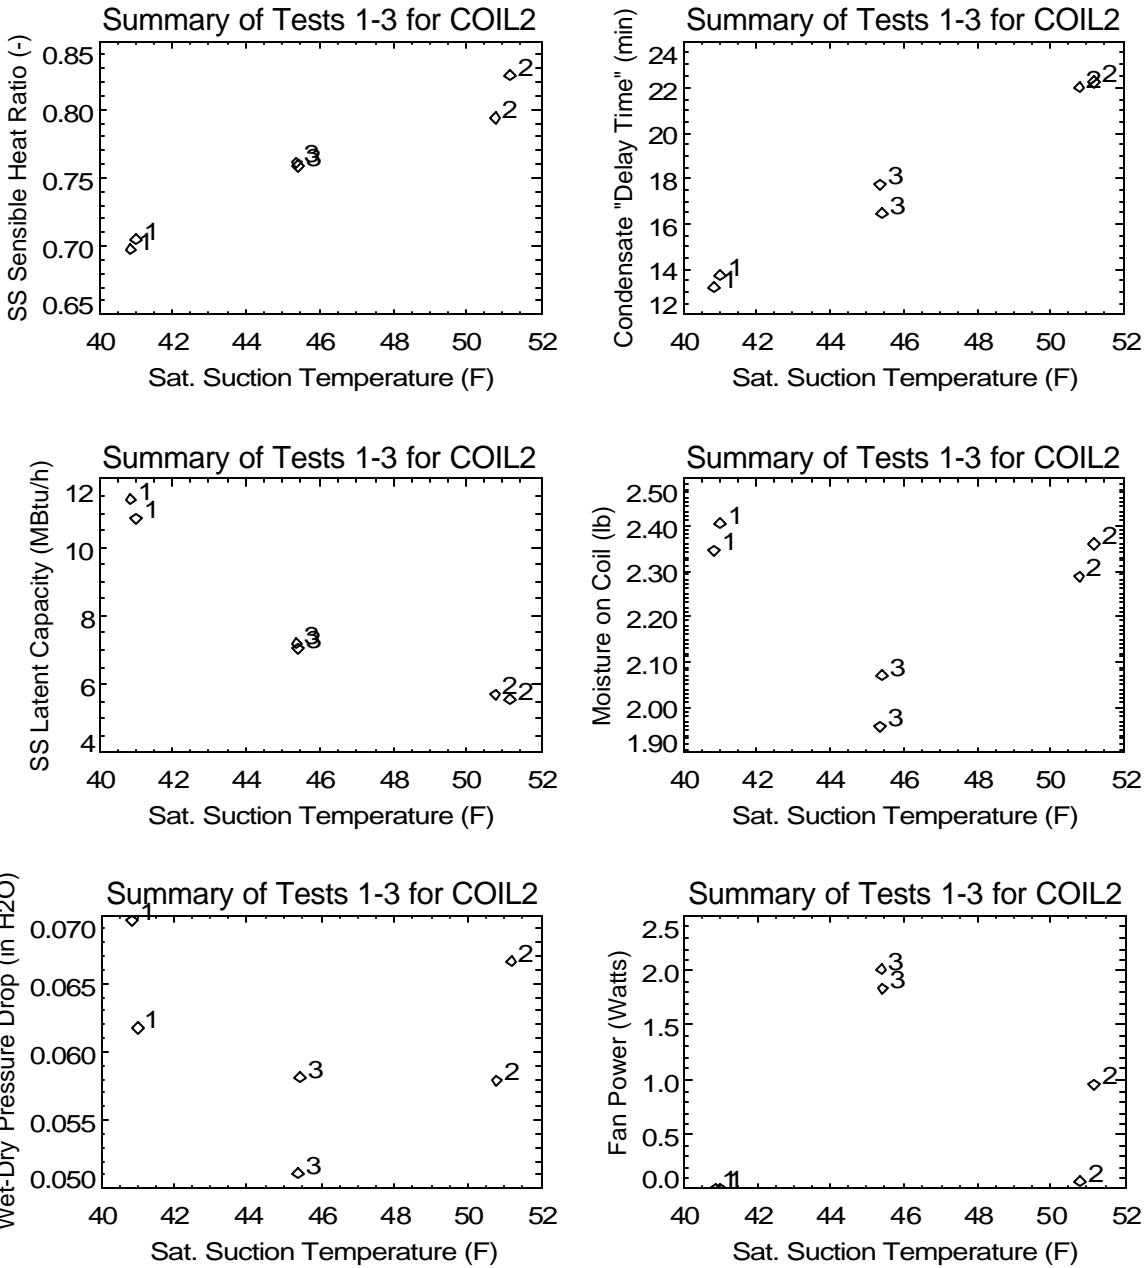 Summary of Tests 1-3 for COIL2
SS Sensible Heat Ratio (-)
0.85
0.80
0.75
0.70
0.65
2
2
3
3
1
1
40 42 44 46 48 50 52
Sat. Suction Temperature (F)
Summary of Tests 1-3 for COIL2
Condensate "Delay Time" (min)
24
22
20
18
16
14
12
2
2
3
3
1
1
40 42 44 46 48 50 52
Sat. Suction Temperature (F)
Summary of Tests 1-3 for COIL2
SS Latent Capacity (MBtu/h)
12
10
8
6
4
1
1
3
3
2
2
40 42 44 46 48 50 52
Sat. Suction Temperature (F)
Summary of Tests 1-3 for COIL2
Moisture on Coil (lb)
2.50
2.40
2.30
2.20
2.10
2.00
1.90
1
1
2
2
3
3
40 42 44 46 48 50 52
Sat. Suction Temperature (F)
Summary of Tests 1-3 for COIL2
Wet-Dry Pressure Drop (in H2O)
0.070
0.065
0.060
0.055
0.050
1
2
1
3
2
3
40 42 44 46 48 50 52
Sat. Suction Temperature (F)
Summary of Tests 1-3 for COIL2
Fan Power (Watts)
2.5
2.0
1.5
1.0
0.5
0.0
3
3
2
2
1
1
40 42 44 46 48 50 52
Sat. Suction Temperature (F)